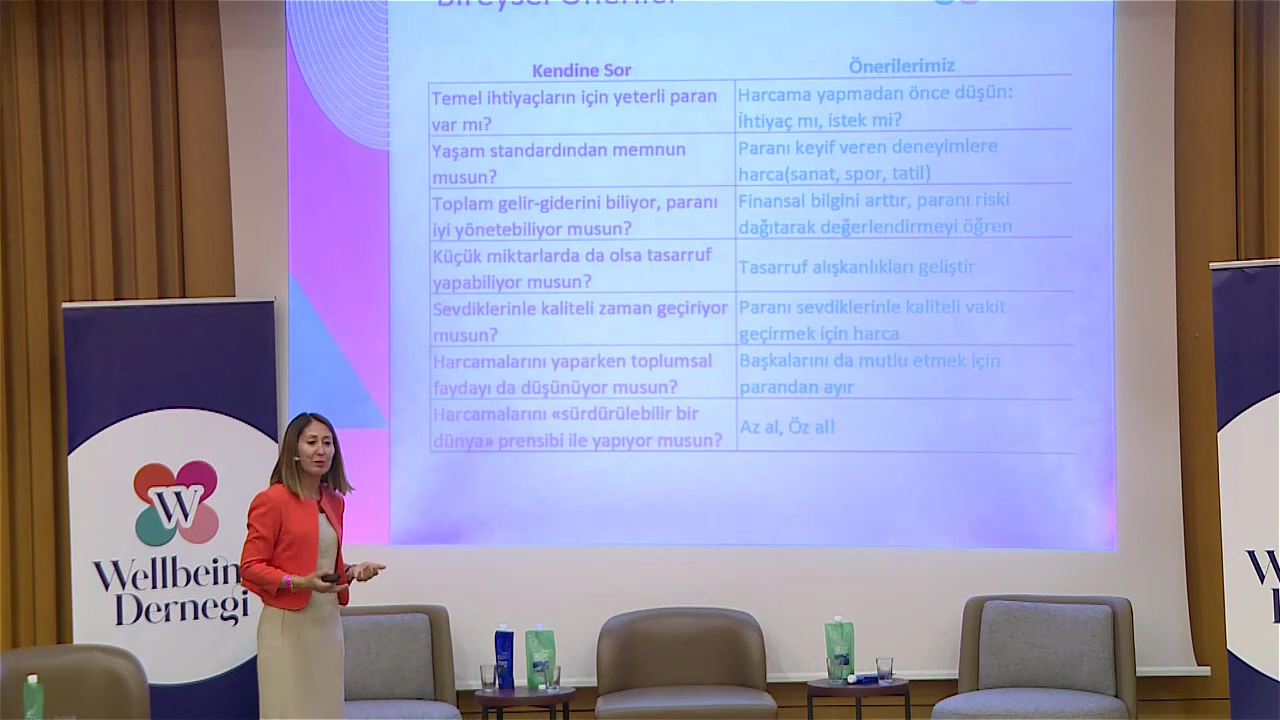 Bireysel Öneriler
Kendine Sor
Önerilerimiz
Temel ihtiyaçların için yeterli paran
var mı?
Harcama yapmadan önce düşün:
İhtiyaç mı, istek mi?
Yaşam standardından memnun
musun?
Paranı keyif veren deneyimlere
harca(sanat, spor, tatil)
Toplam gelir-giderini biliyor, paranı
iyi yönetebiliyor musun?
Finansal bilgini arttır, paranı riski
dağıtarak değerlendirmeyi öğren
Küçük miktarlarda da olsa tasarruf
yapabiliyor musun?
Tasarruf alışkanlıkları geliştir
Sevdiklerinle kaliteli zaman geçiriyor
musun?
Paranı sevdiklerinle kaliteli vakit
geçirmek için harca
Harcamalarını yaparken toplumsal
faydayı da düşünüyor musun?
Başkalarını da mutlu etmek için
parandan ayır
Harcamalarını «sürdürülebilir bir
dünya» prensibi ile yapıyor musun?
Az al, Öz al!
W
Wellbein
Dernegi
W